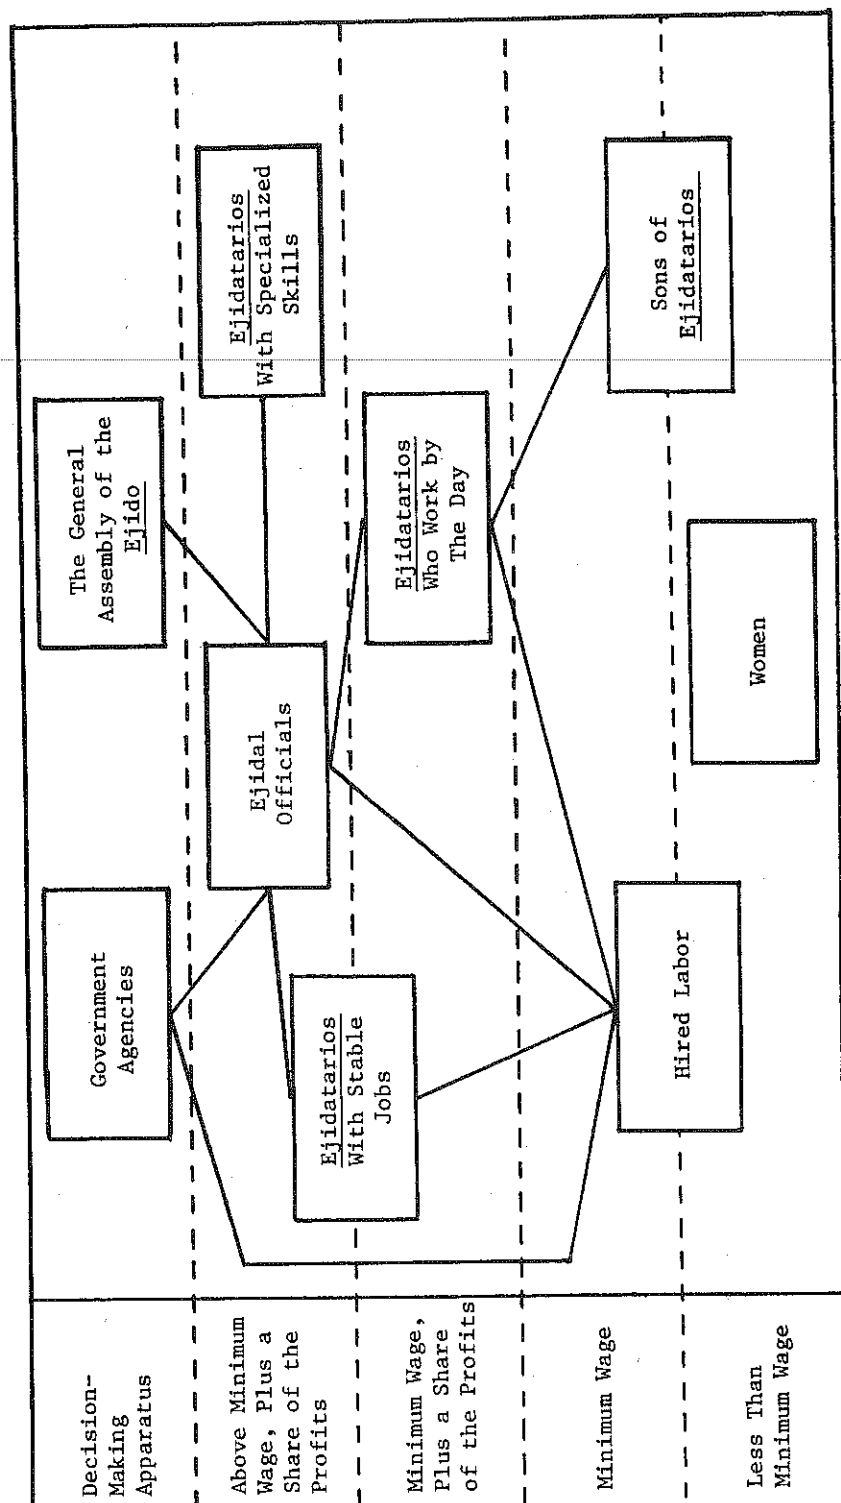 Decision-
Making
Apparatus
Government
Agencies
The General
Assembly of the
Ejido
Above Minimum
Wage, Plus a
Share of the
Profits
Ejidal
Officials
Ejidatarios
With Specialized
Skills
Ejidatarios
With Stable
Jobs
Minimum Wage,
Plus a Share
of the Profits
Ejidatarios
Who Work by
The Day
Minimum Wage
Hired Labor
Sons of
Ejidatarios
Less Than
Minimum Wage
Women